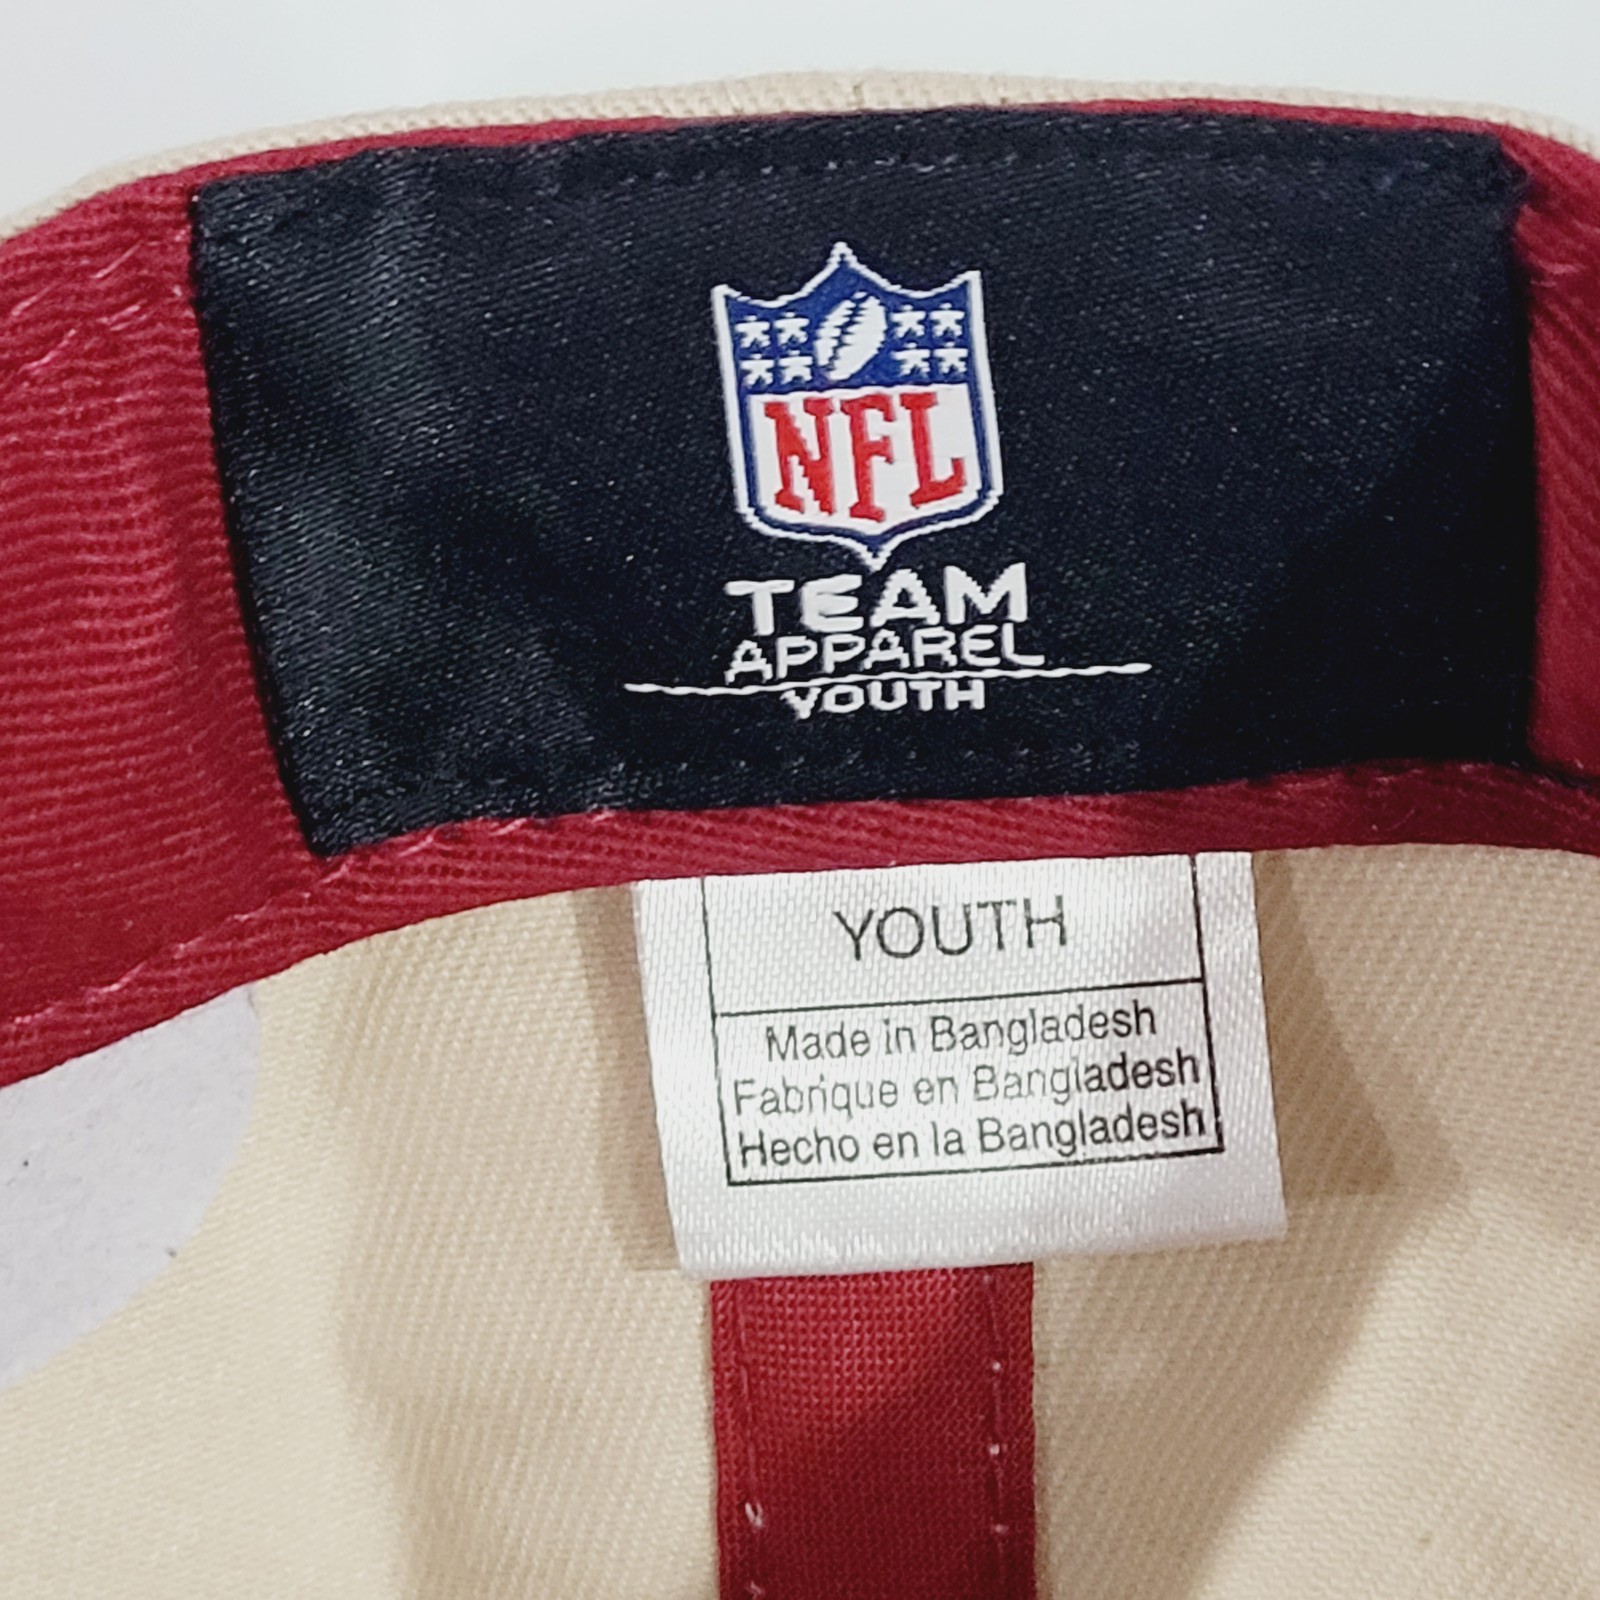 NFL
TEAM
APPAREL
YOUTH
YOUTH
Made in Bangladesh
Fabrique en Bangladesh
Hecho en la Bangladesh